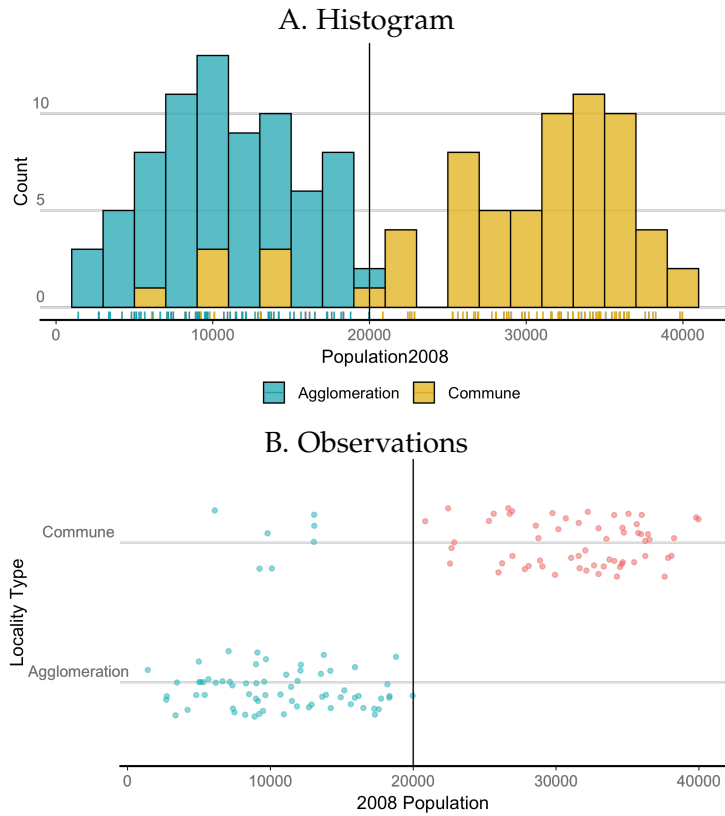 A. Histogram
10
5
0
Count
0 10000 20000 30000 40000
Population2008
Agglomeration Commune
B. Observations
Commune
Agglomeration
Locality Type
0 10000 20000 30000 40000
2008 Population